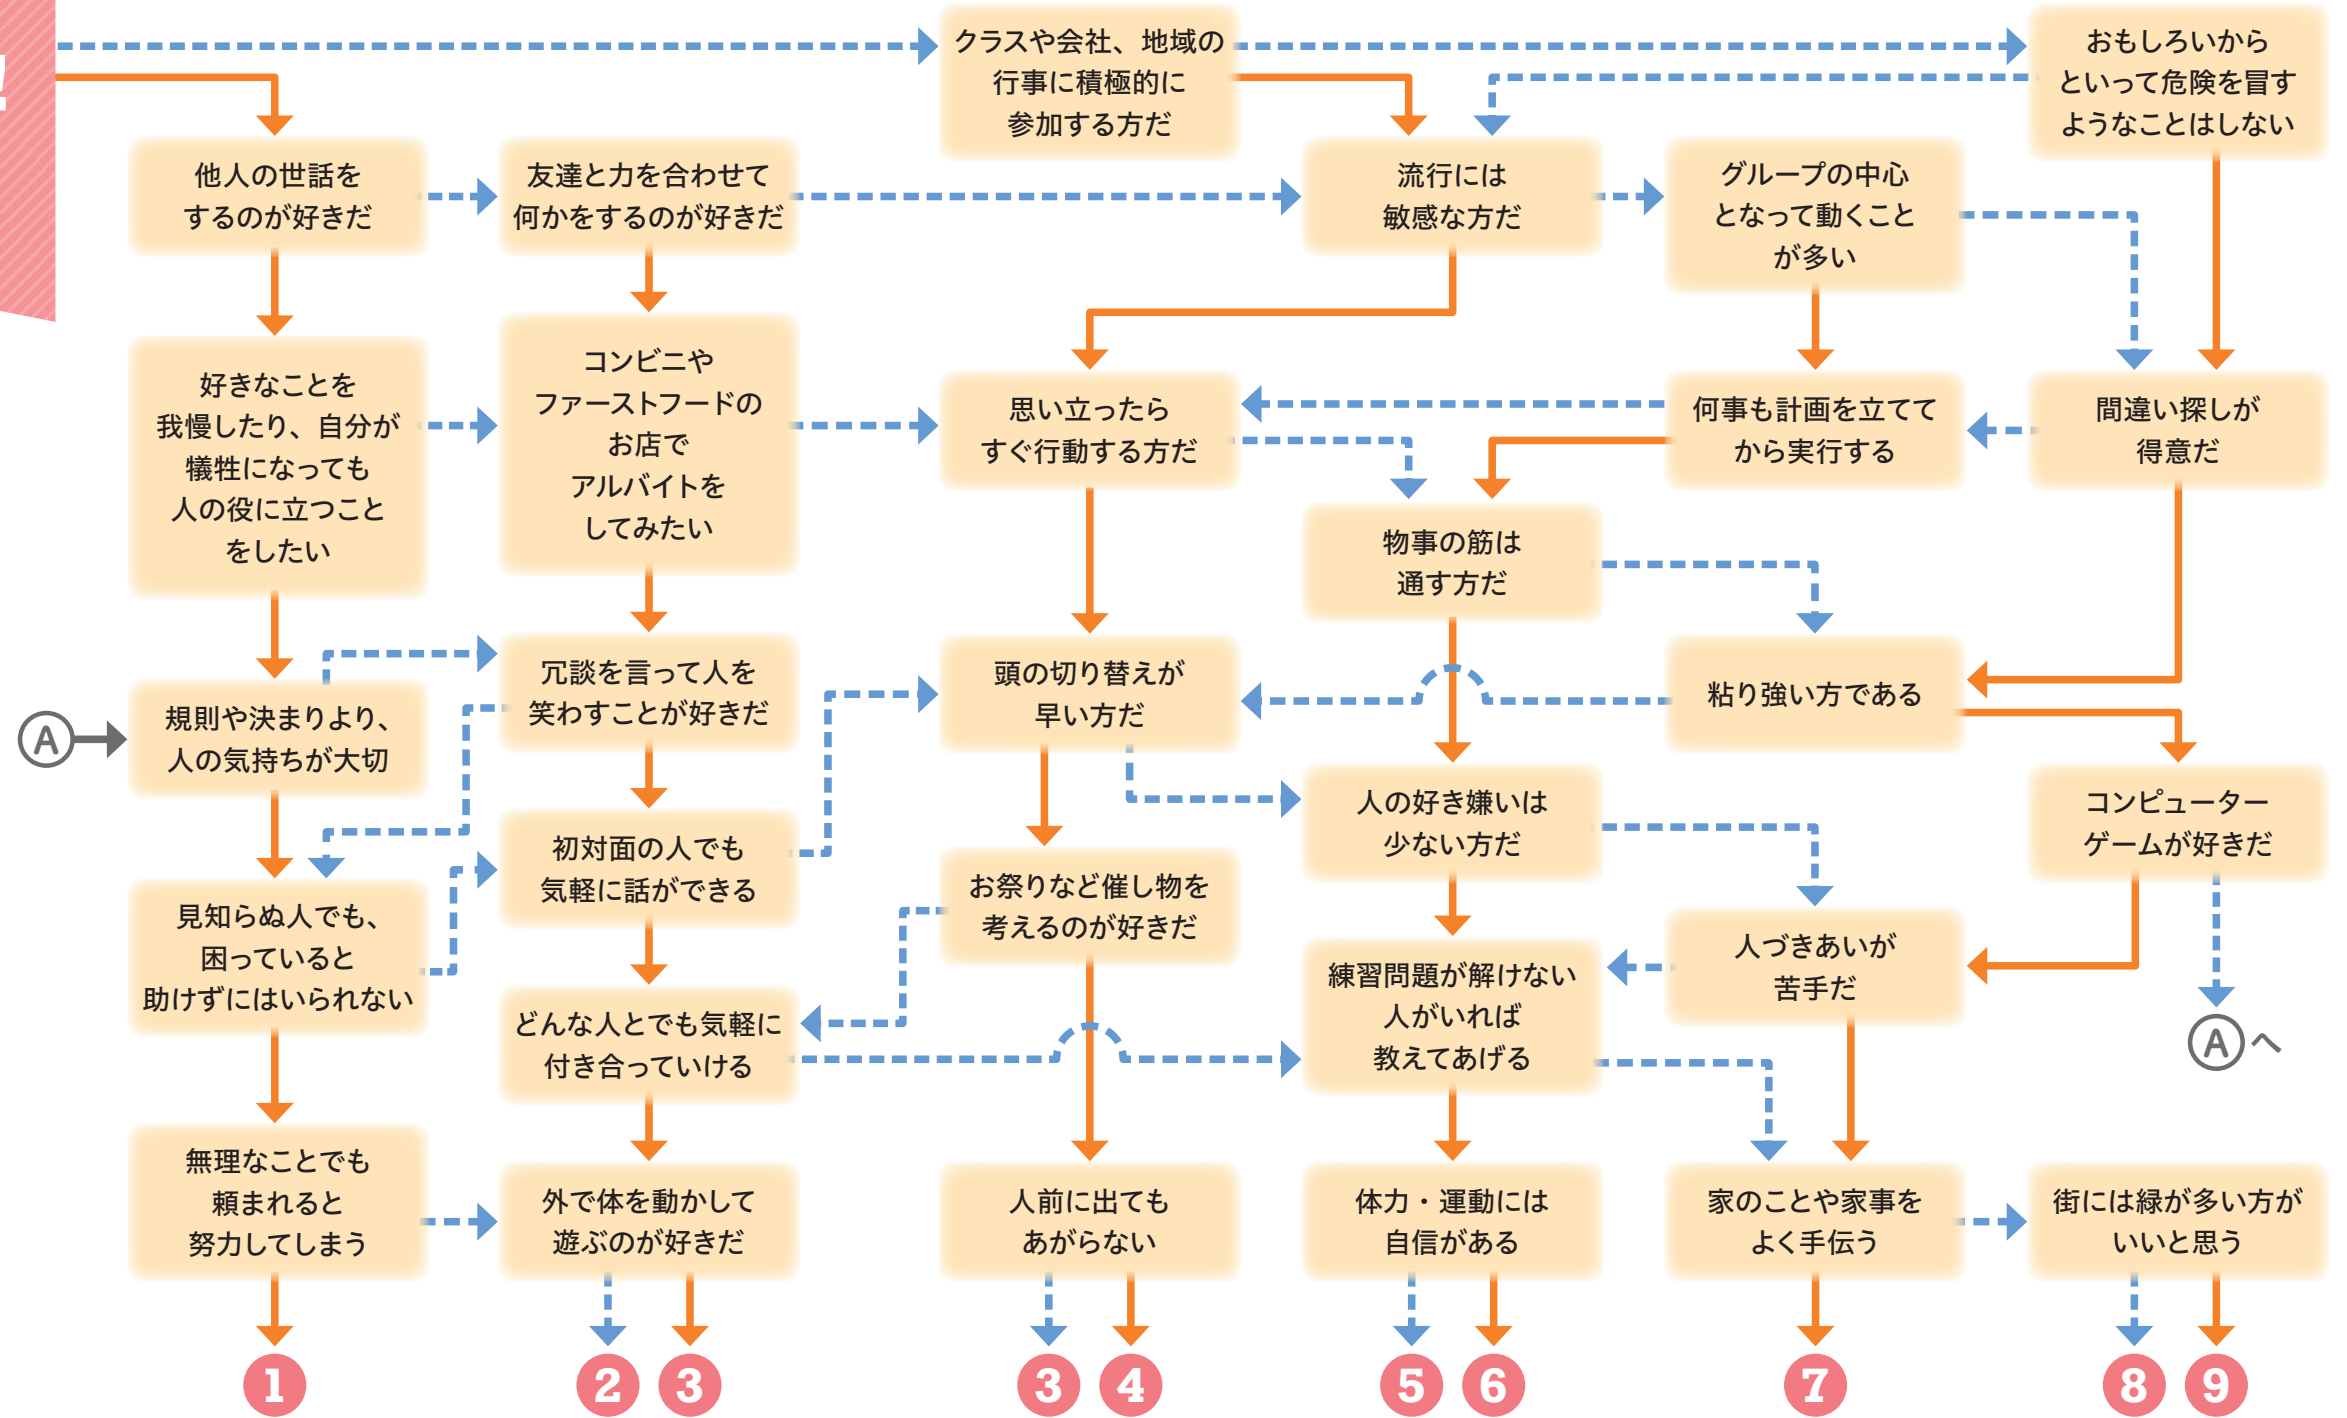 !
クラスや会社、地域の
行事に積極的に
参加する方だ
おもしろいから
といって危険を冒す
ようなことはしない
他人の世話を
するのが好きだ
友達と力を合わせて
何かをするのが好きだ
流行には
敏感な方だ
グループの中心
となって動くこと
が多い
好きなことを
我慢したり、自分が
犠牲になっても
人の役に立つこと
をしたい
コンビニや
ファーストフードの
お店で
アルバイトを
してみたい
思い立ったら
すぐ行動する方だ
何事も計画を立てて
から実行する
間違い探しが
得意だ
物事の筋は
通す方だ
A
規則や決まりより、
人の気持ちが大切
冗談を言って人を
笑わすことが好きだ
頭の切り替えが
早い方だ
粘り強い方である
人の好き嫌いは
少ない方だ
コンピューター
ゲームが好きだ
初対面の人でも
気軽に話ができる
お祭りなど催し物を
考えるのが好きだ
見知らぬ人でも、
困っていると
助けずにはいられない
人づきあいが
苦手だ
練習問題が解けない
人がいれば
教えてあげる
どんな人とでも気軽に
付き合っていける
Aへ
無理なことでも
頼まれると
努力してしまう
外で体を動かして
遊ぶのが好きだ
人前に出ても
あがらない
体力・運動には
自信がある
家のことや家事を
よく手伝う
街には緑が多い方が
いいと思う
1
2
3
3
4
5
6
7
8
9